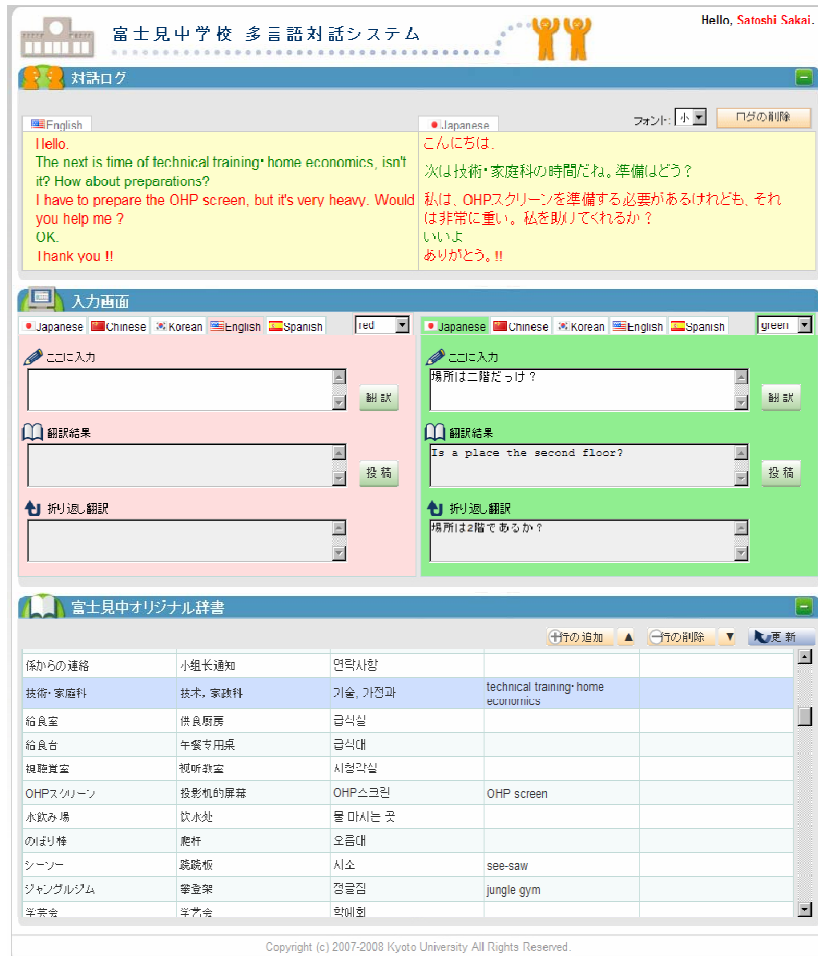 Hello, Satoshi Sakai.
富士見中学校 多言語対話システム
対話ログ
フォント: 小 ログの削除
English
Hello.
The next is time of technical training･home economics, isn't
it? How about preparations?
I have to prepare the OHP screen, but it's very heavy. Would
you help me ?
OK.
Thank you !!
Japanese
こんにちは.
次は技術･家庭科の時間だね。準備はどう？
私は、OHPスクリーンを準備する必要があるけれども、それ
は非常に重い。私を助けてくれるか？
いいよ
ありがとう。!!
入力画面
Japanese Chinese Korean English Spanish red
ここに入力
翻訳
翻訳結果
投稿
折り返し翻訳
Japanese Chinese Korean English Spanish green
ここに入力
場所は二階だっけ？
翻訳
翻訳結果
Is a place the second floor?
投稿
折り返し翻訳
場所は2階であるか？
富士見中オリジナル辞書
行の追加 ▲ 行の削除 ▼ 更新
係からの連絡 小组长通知 연락사항
技術･家庭科 技术，家政科 기술, 가정과 technical training･home
economics
給食室 供食厨房 급식실
給食台 午餐专用桌 급식대
視聴覚室 视听教室 시청각실
OHPスクリーン 投影机的屏幕 OHP스크린 OHP screen
水飲み場 饮水处 물 마시는 곳
のぼり棒 爬杆 오름대
シーソー 跷跷板 시소 see-saw
ジャングルジム 攀登架 정글짐 jungle gym
学芸会 学艺会 학예회
Copyright (c) 2007-2008 Kyoto University All Rights Reserved.